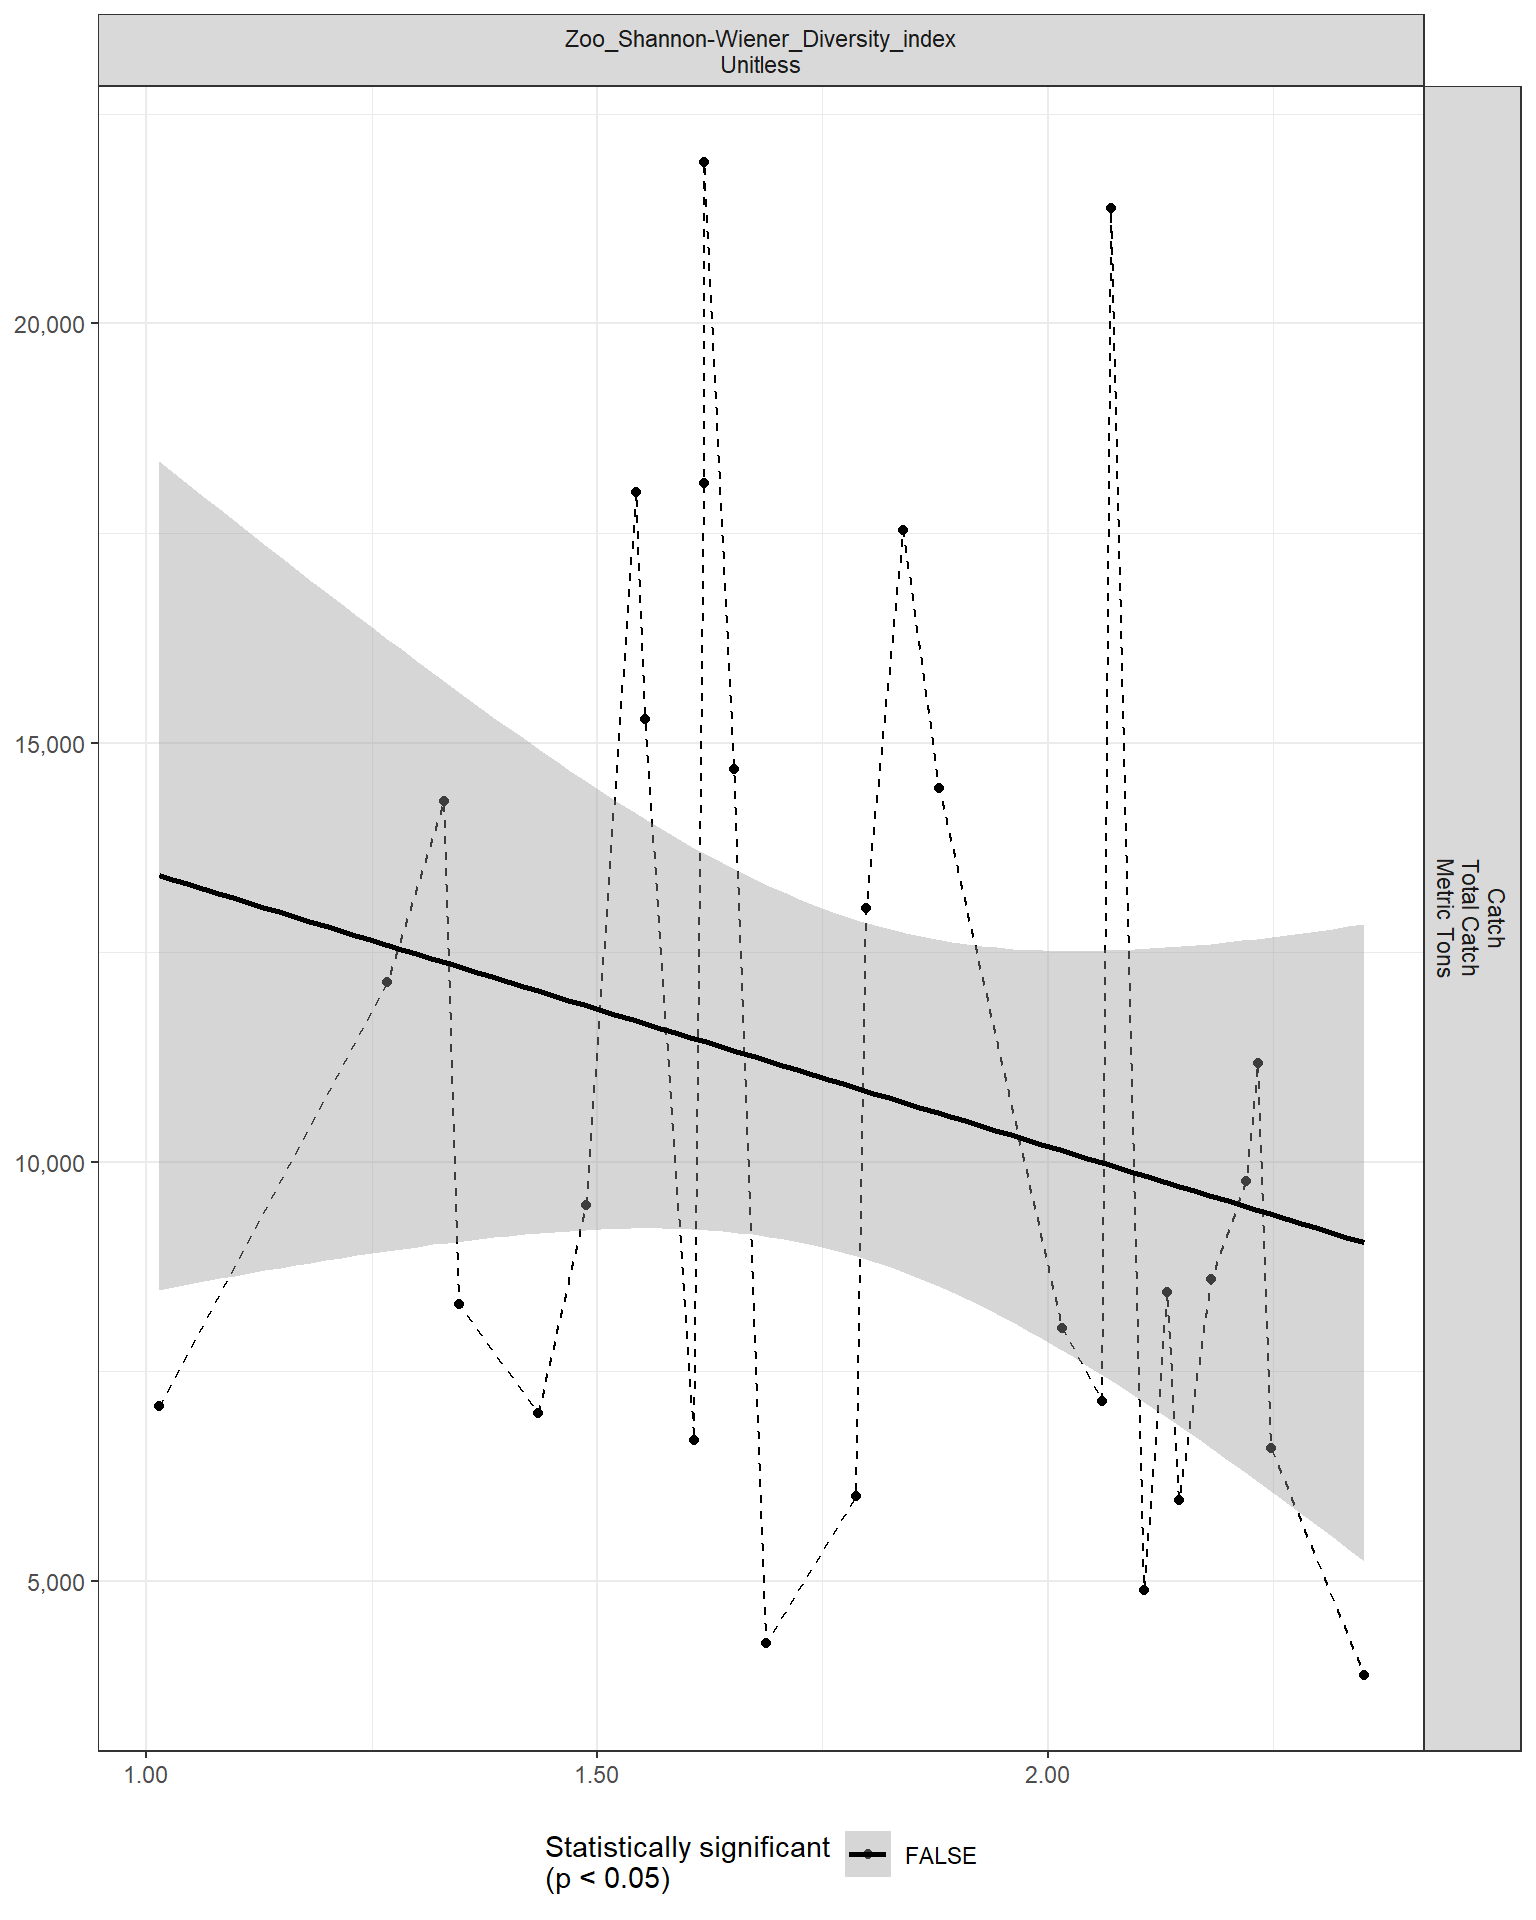 Zoo_Shannon-Wiener_Diversity_index
Unitless
20,000
15,000
10,000
5,000
Catch
Total Catch
Metric Tons
1.00
1.50
2.00
Statistically significant
(p < 0.05)
FALSE